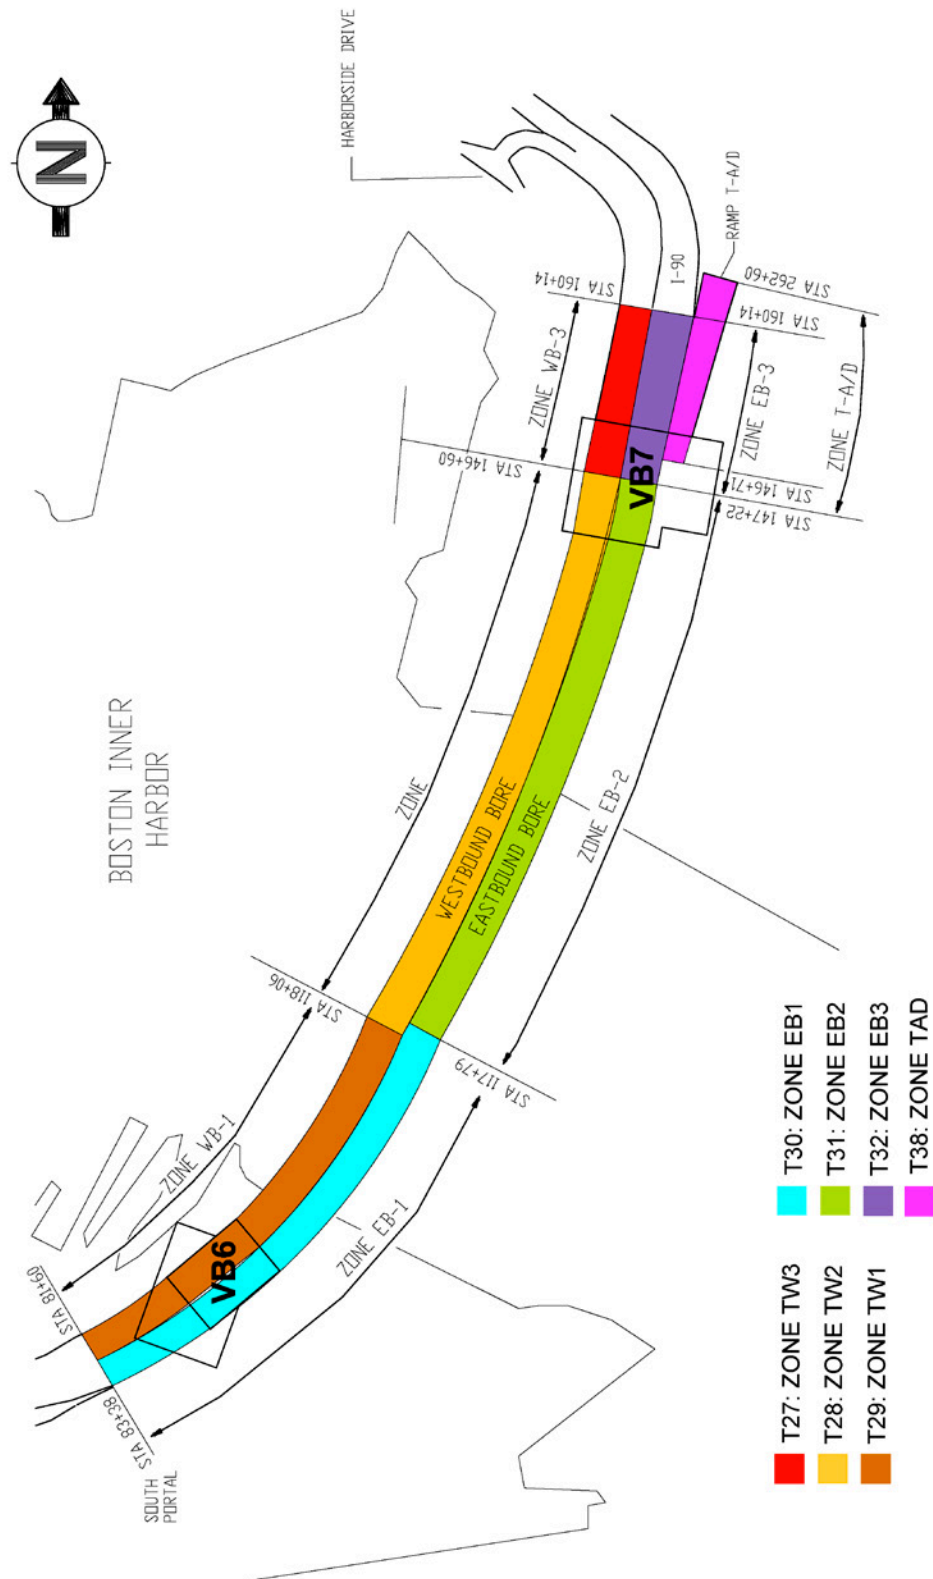 N
HARBORSIDE DRIVE
BOSTON INNER
HARBOR
I-90
RAMP T-A/D
STA 160+14
STA 262+60
STA 160+14
ZONE WB-3
ZONE EB-3
ZONE T-A/D
STA 146+60
VB7
STA 146+71
STA 147+22
ZONE
WESTBOUND BORE
EASTBOUND BORE
ZONE EB-2
STA 118+06
STA 117+79
ZONE WB-1
ZONE EB-1
VB6
STA 81+60
STA 83+38
SOUTH
PORTAL
T27: ZONE TW3
T28: ZONE TW2
T29: ZONE TW1
T30: ZONE EB1
T31: ZONE EB2
T32: ZONE EB3
T38: ZONE TAD